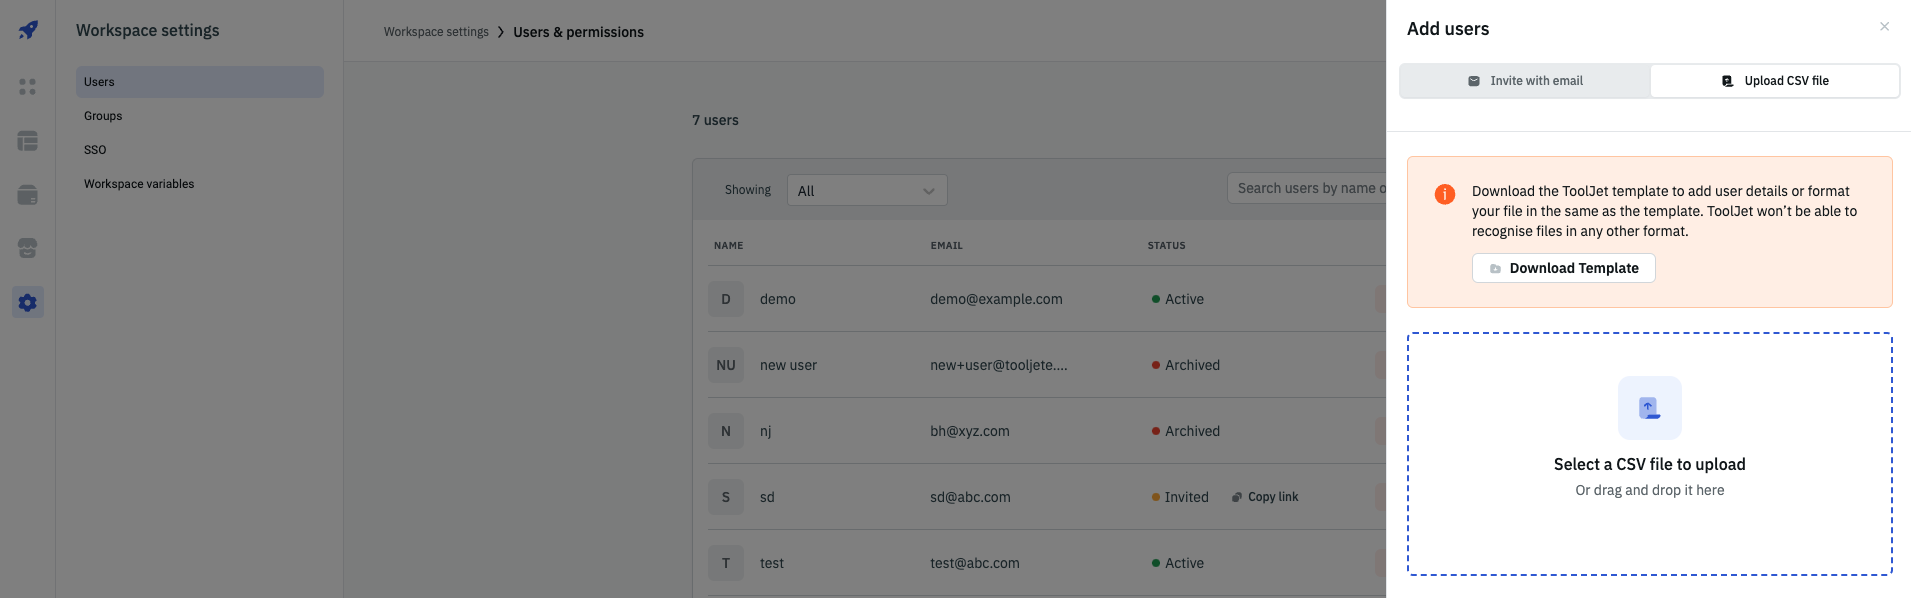 Workspace settings
Users
Groups
SSO
Workspace variables
Workspace settings > Users & permissions
7 users
Showing
All
Search users by name o
NAME EMAIL STATUS
D demo demo@example.com Active
NU new user new+user@tooljete.... Archived
N nj bh@xyz.com Archived
S sd sd@abc.com Invited Copy link
T test test@abc.com Active
Add users
Invite with email
Upload CSV file
Download the ToolJet template to add user details or format
your file in the same as the template. ToolJet won't be able to
recognise files in any other format.
Download Template
Select a CSV file to upload
Or drag and drop it here